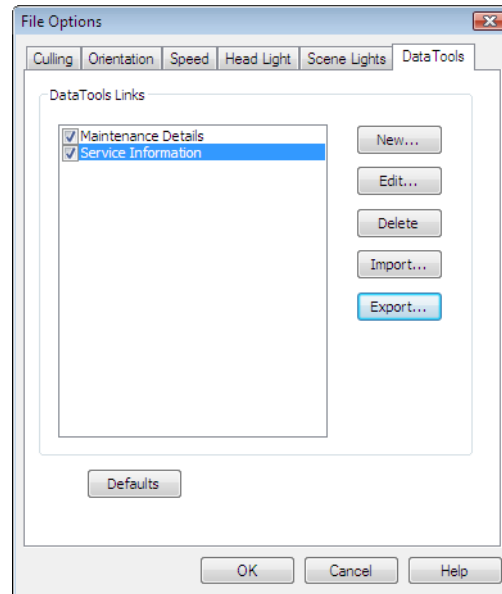 File Options
Culling Orientation Speed Head Light Scene Lights DataTools
DataTools Links
Maintenance Details
Service Information
New...
Edit...
Delete
Import...
Export...
Defaults
OK Cancel Help